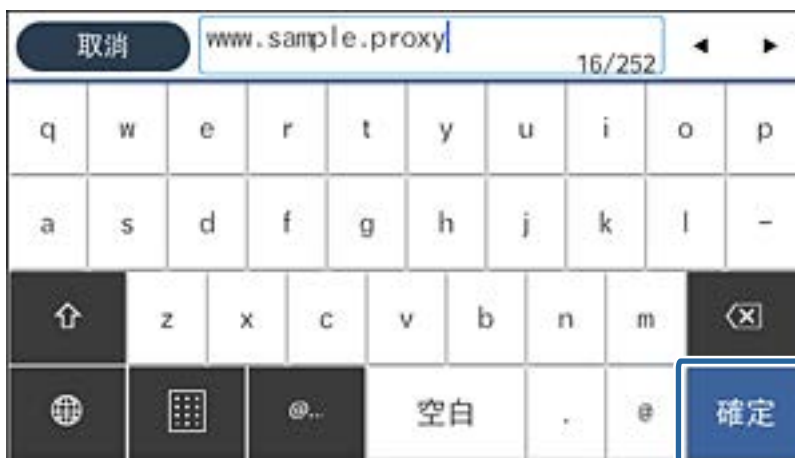 取消 www.sample.proxy
16/252
q w e r t y u i o p
a s d f g h j k l -
z x c v b n m
@... 空白 . @ 確定